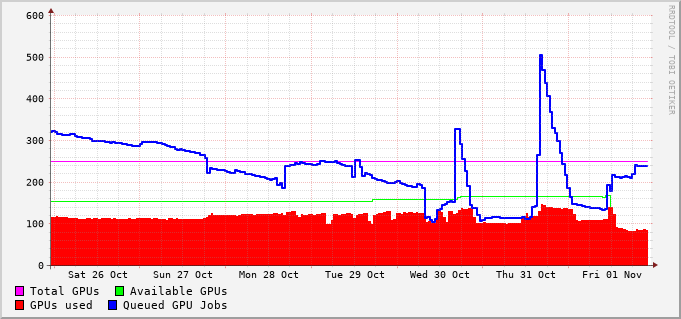 600
500
400
300
200
100
0
Sat 26 Oct Sun 27 Oct Mon 28 Oct Tue 29 Oct Wed 30 Oct Thu 31 Oct Fri 01 Nov
Total GPUs Available GPUs
GPUs used Queued GPU Jobs
RRDTOOL / TOBI OETIKER